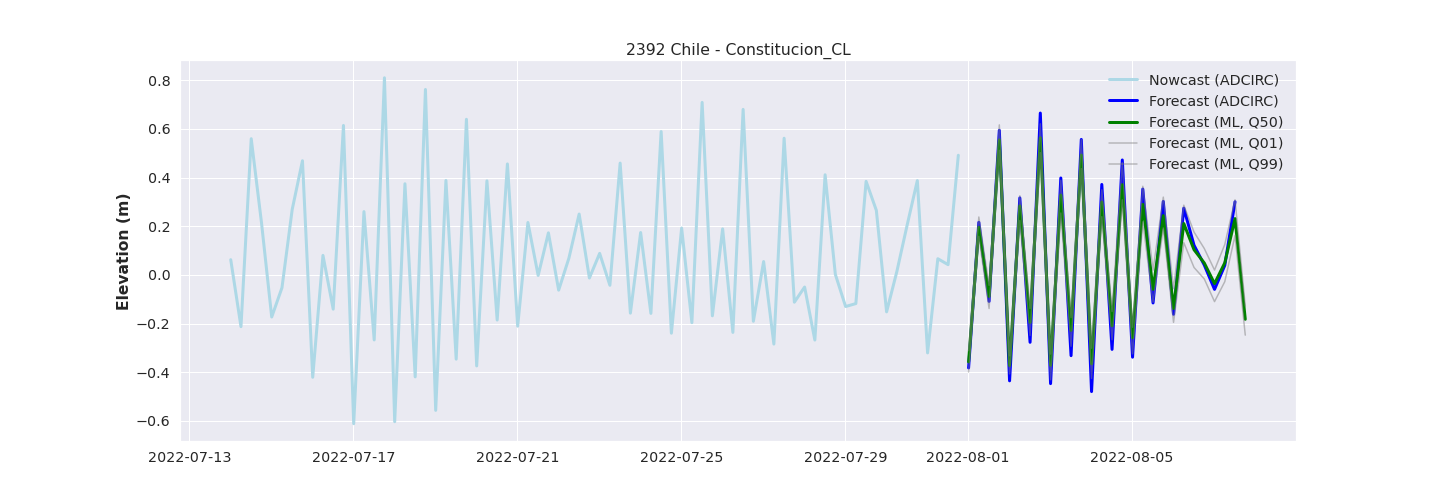 2392 Chile - Constitucion_CL
Elevation (m)
0.8
0.6
0.4
0.2
0.0
−0.2
−0.4
−0.6
Nowcast (ADCIRC)
Forecast (ADCIRC)
Forecast (ML, Q50)
Forecast (ML, Q01)
Forecast (ML, Q99)
2022-07-13
2022-07-17
2022-07-21
2022-07-25
2022-07-29
2022-08-01
2022-08-05